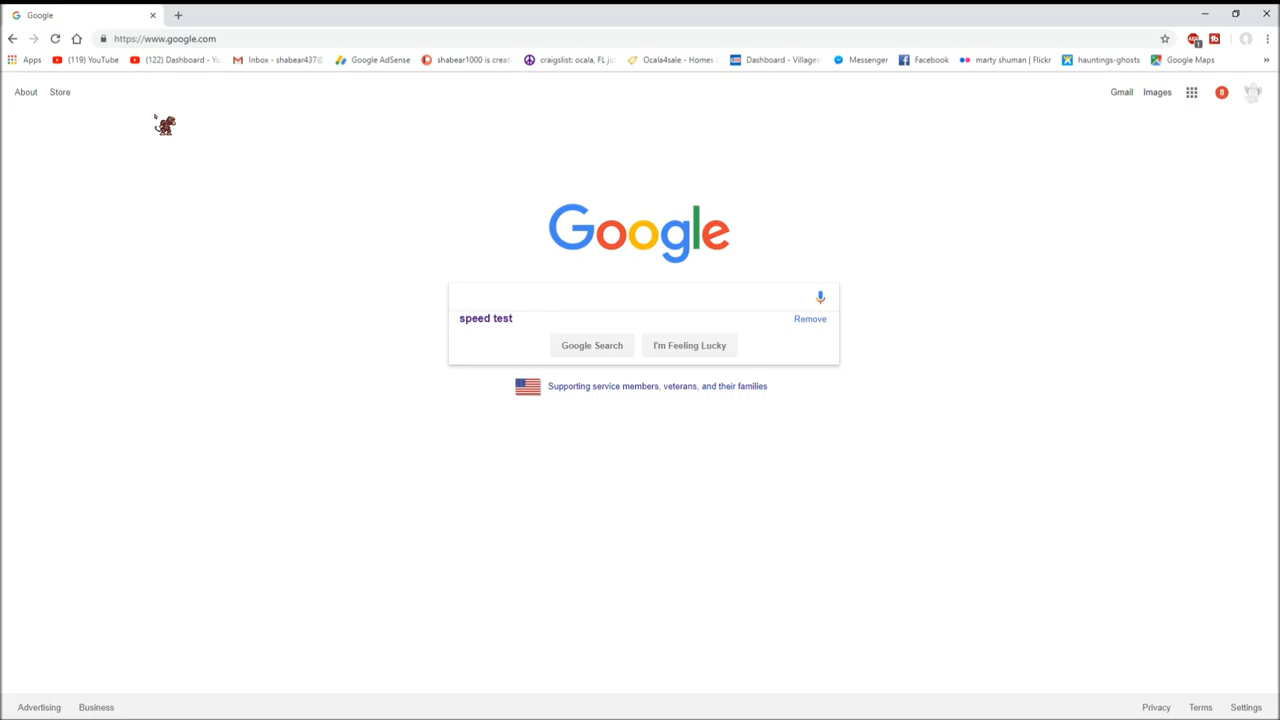 Google
https://www.google.com
Apps (119) YouTube (122) Dashboard - Yo Inbox - shabear437@ Google AdSense shabear1000 is creat craigslist: ocala, FL jo Ocala4sale - Homes Dashboard - Villages Messenger Facebook marty shuman | Flickr hauntings-ghosts Google Maps »
About Store Gmail Images 8
Google
speed test Remove
Google Search I'm Feeling Lucky
Supporting service members, veterans, and their families
Advertising Business Privacy Terms Settings